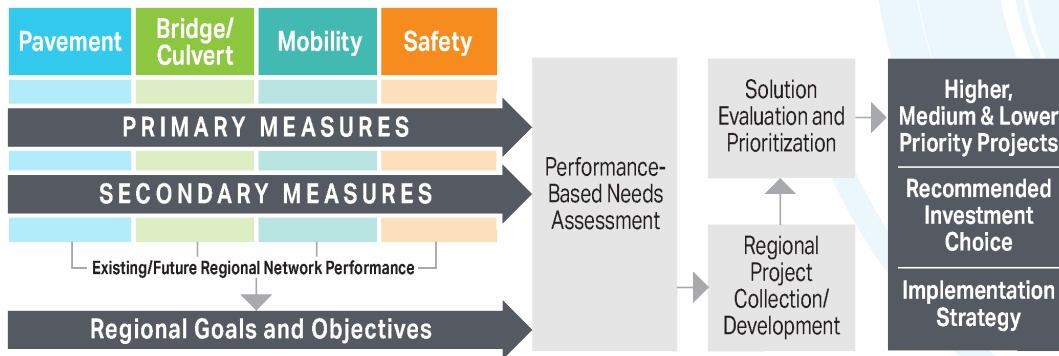 Pavement
Bridge/
Culvert
Mobility
Safety
PRIMARY MEASURES
SECONDARY MEASURES
Existing/Future Regional Network Performance
Regional Goals and Objectives
Performance-
Based Needs
Assessment
Solution
Evaluation and
Prioritization
Regional
Project
Collection/
Development
Higher,
Medium & Lower
Priority Projects
Recommended
Investment
Choice
Implementation
Strategy